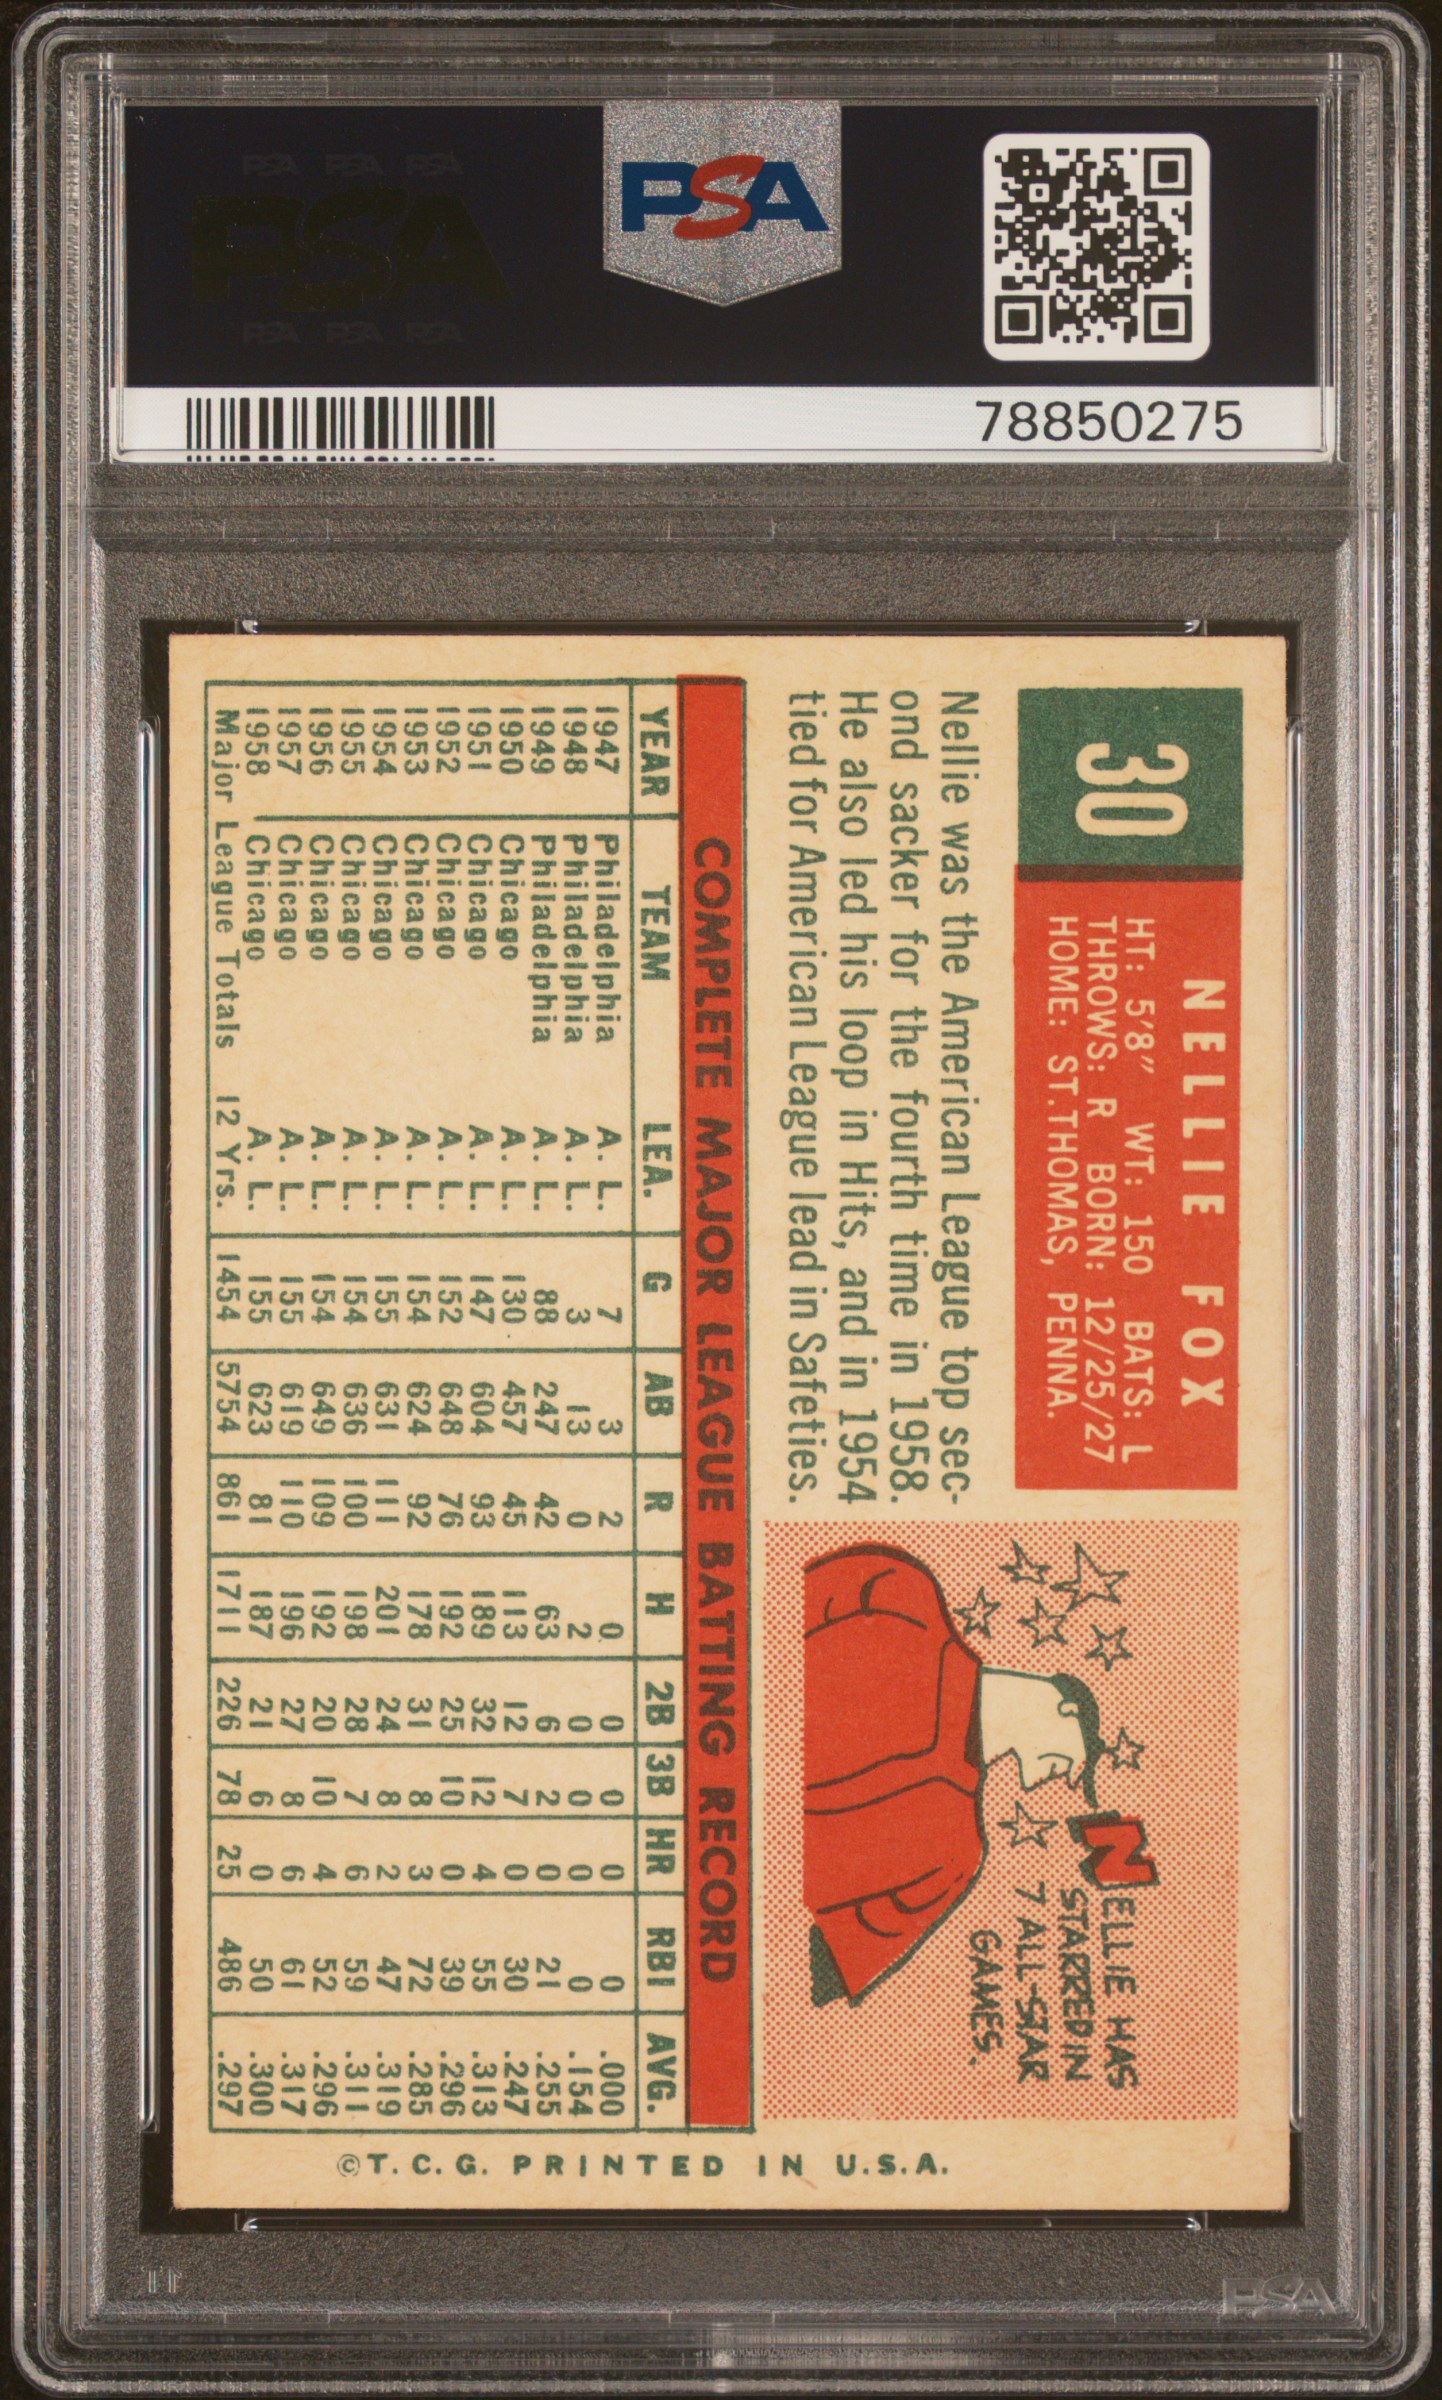 PSA PSA PSA
PSA
PSA PSA PSA
PSA
78850275
30
NELLIE FOX
HT: 5'8" WT: 150 BATS: L
THROWS: R BORN: 12/25/27
HOME: ST.THOMAS, PENNA.
Nellie was the American League top sec-
ond sacker for the fourth time in 1958.
He also led his loop in Hits, and in 1954
tied for American League lead in Safeties.
NELLIE HAS
STARRED IN
7 ALL-STAR
GAMES.
COMPLETE MAJOR LEAGUE BATTING RECORD
YEAR TEAM LEA. G AB R H 2B 3B HR RBI AVG.
1947 Philadelphia A. L. 7 3 2 0 0 0 0 0 .000
1948 Philadelphia A. L. 3 13 0 2 0 0 0 0 .154
1949 Philadelphia A. L. 88 247 42 63 6 2 0 21 .255
1950 Chicago A. L. 130 457 45 113 12 7 0 30 .247
1951 Chicago A. L. 147 604 93 189 32 12 4 55 .313
1952 Chicago A. L. 152 648 76 192 25 10 0 39 .296
1953 Chicago A. L. 154 624 92 178 31 8 3 72 .285
1954 Chicago A. L. 155 631 111 201 24 8 2 47 .319
1955 Chicago A. L. 154 636 100 198 28 7 6 59 .311
1956 Chicago A. L. 154 649 109 192 20 10 4 52 .296
1957 Chicago A. L. 155 619 110 196 27 8 6 61 .317
1958 Chicago A. L. 155 623 81 187 21 6 0 50 .300
Major League Totals 12 Yrs. 1454 5754 861 1711 226 78 25 486 .297
©T. C. G. PRINTED IN U.S.A.
PSA